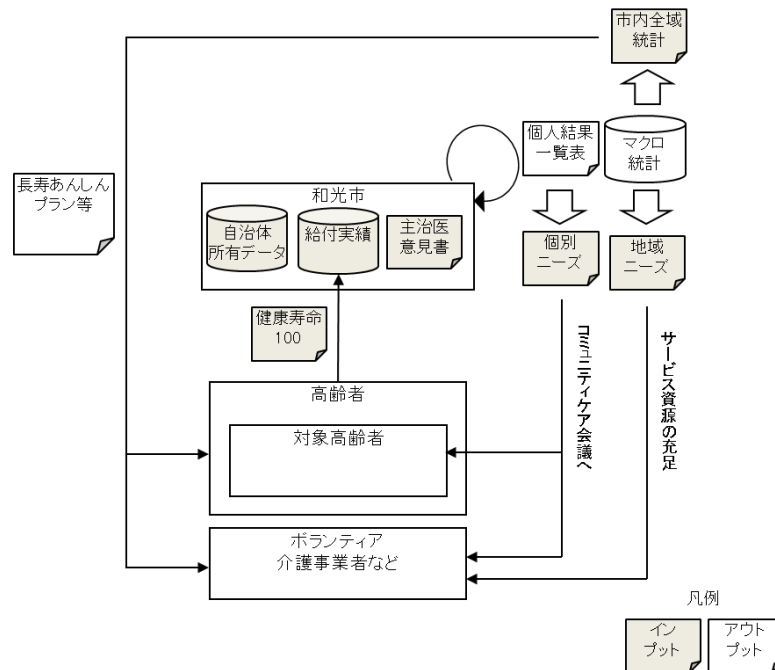 市内全域
統計
個人結果
一覧表
マクロ
統計
長寿あんしん
プラン等
和光市
自治体
所有データ
給付実績
主治医
意見書
個別
ニーズ
地域
ニーズ
健康寿命
100
コミュニティケア会議へ
サービス資源の充足
高齢者
対象高齢者
ボランティア
介護事業者など
凡例
イン
プット
アウト
プット